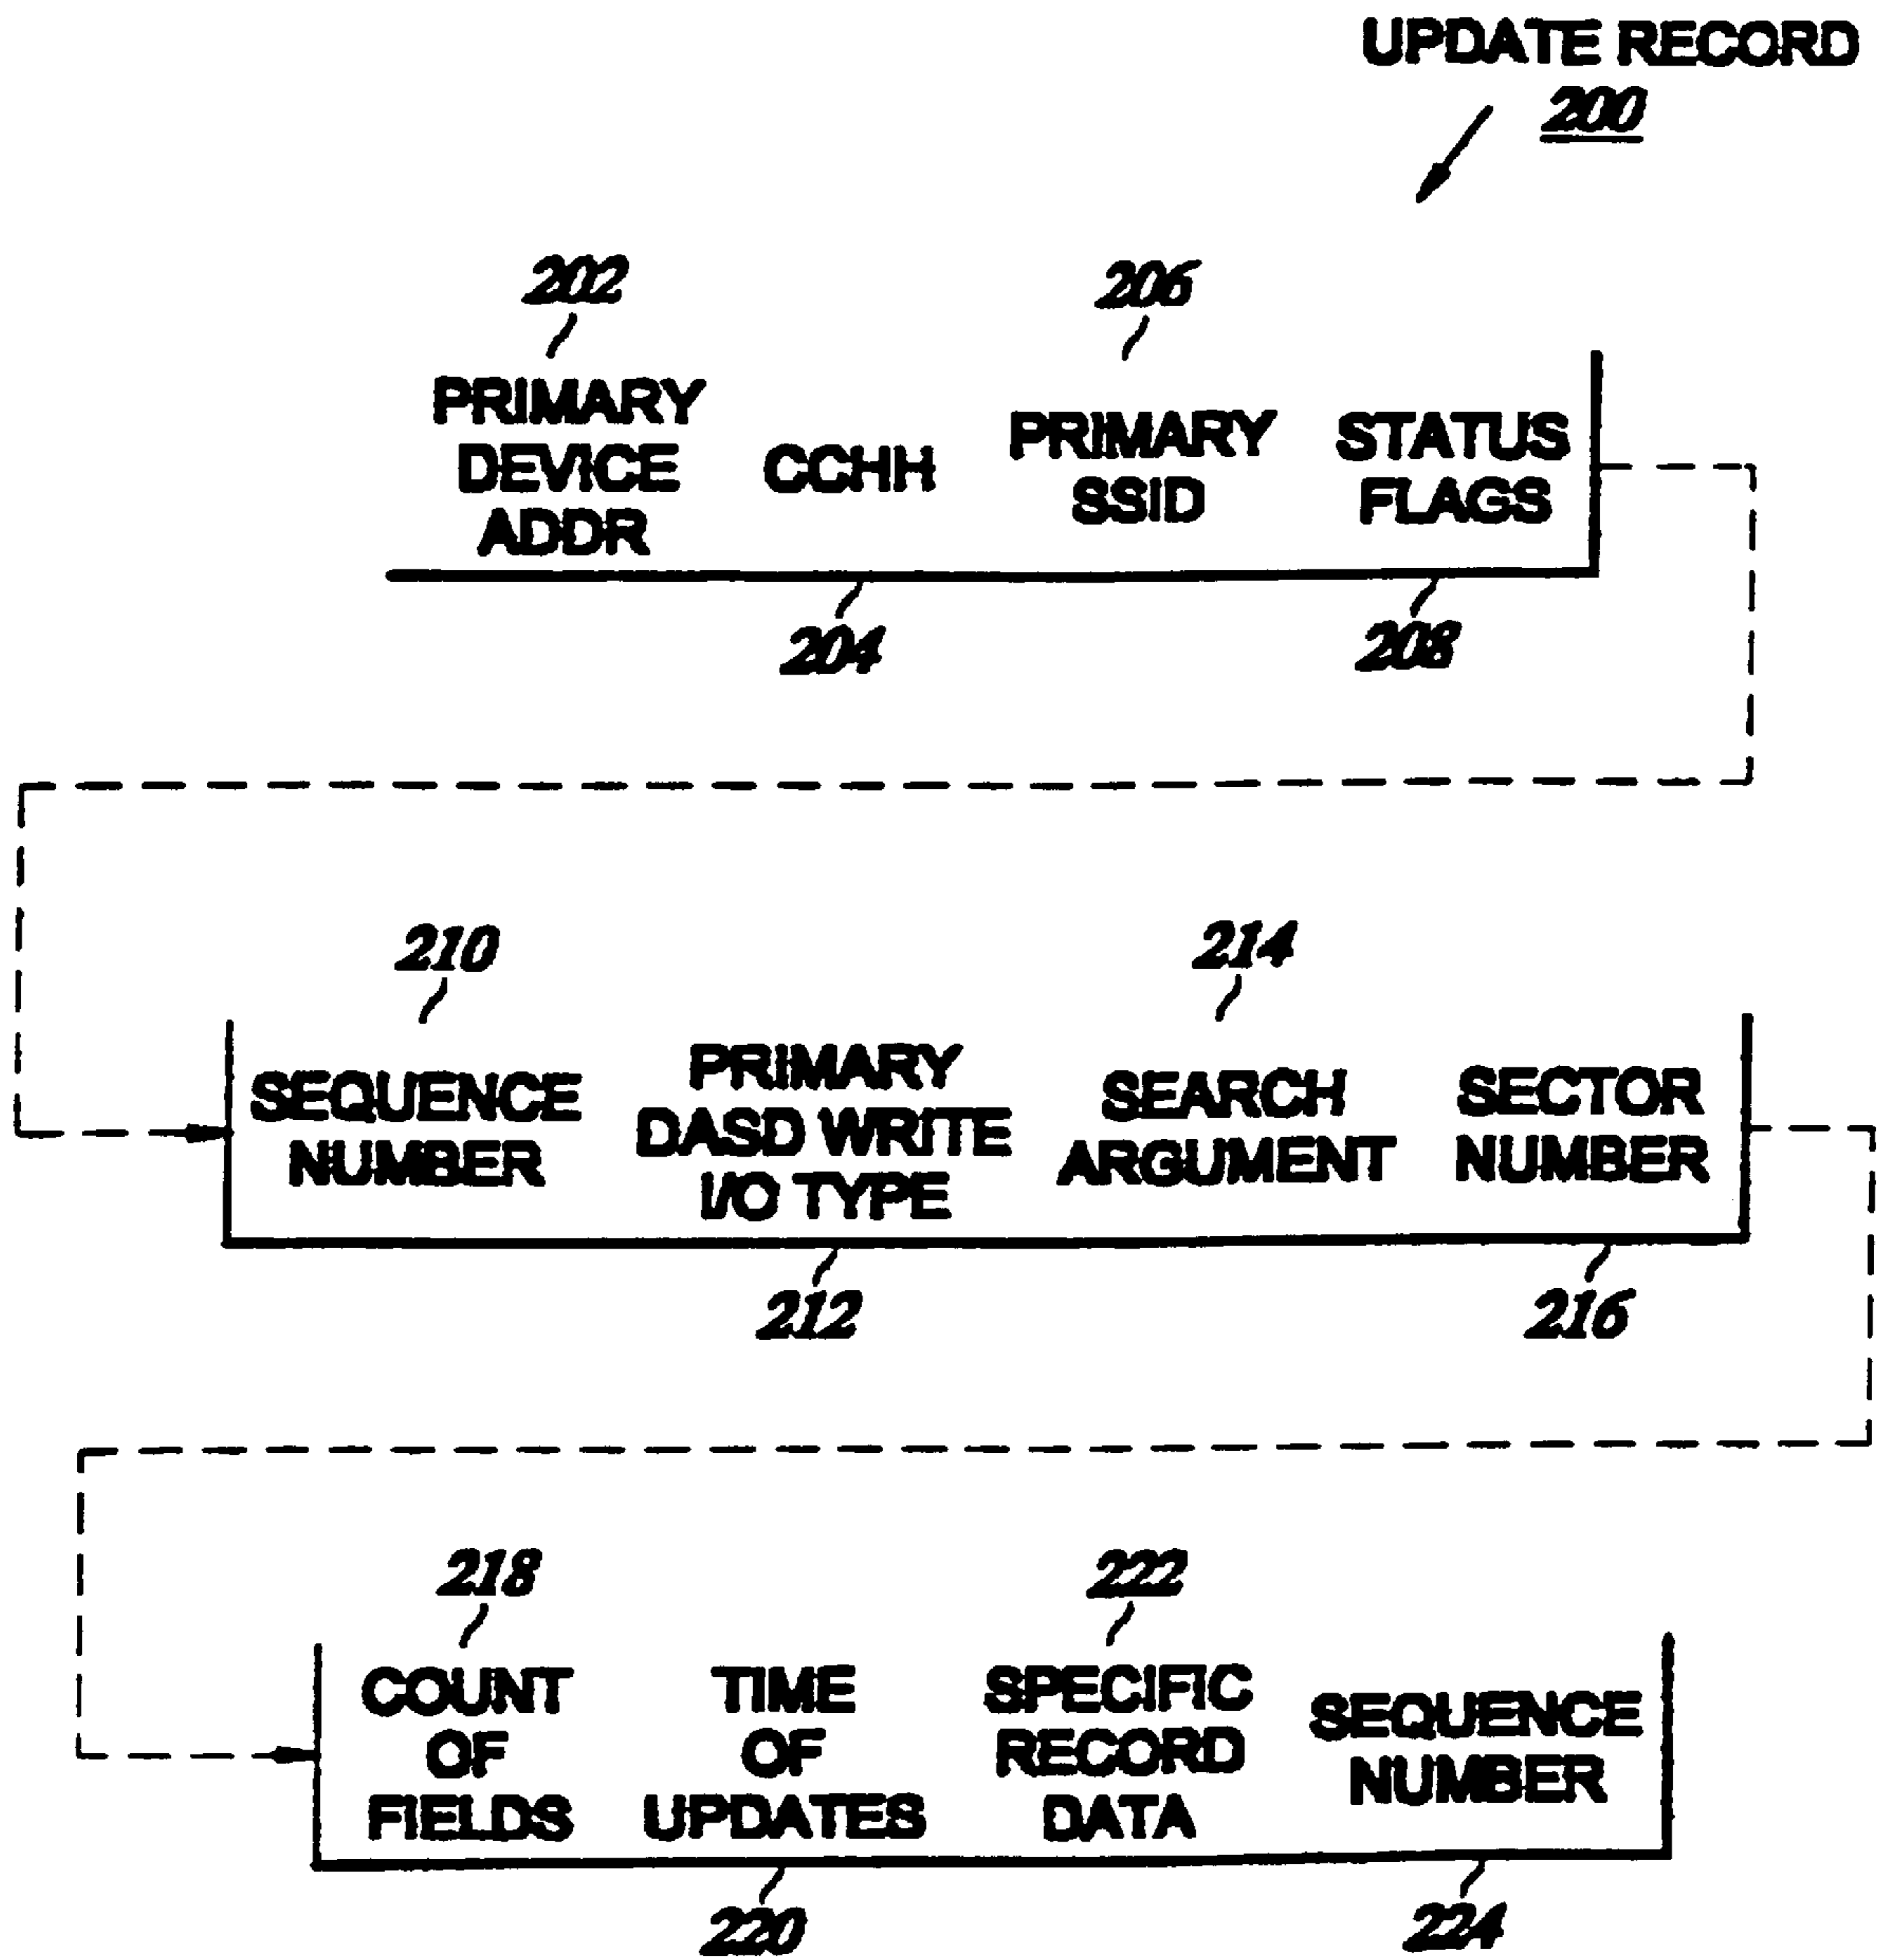 UPDATE RECORD
200
202
206
PRIMARY
DEVICE
ADDR
CCHH
PRIMARY
SSID
STATUS
FLAGS
204
208
210
214
SEQUENCE
NUMBER
PRIMARY
DASD WRITE
I/O TYPE
SEARCH
ARGUMENT
SECTOR
NUMBER
212
216
218
222
COUNT
OF
FIELDS
TIME
OF
UPDATES
SPECIFIC
RECORD
DATA
SEQUENCE
NUMBER
220
224